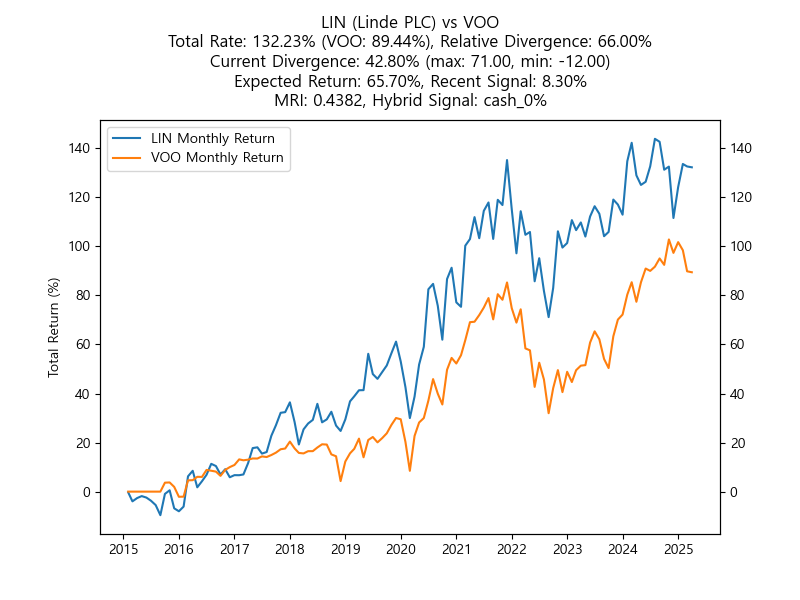 LIN (Linde PLC) vs VOO
Total Rate: 132.23% (VOO: 89.44%), Relative Divergence: 66.00%
Current Divergence: 42.80% (max: 71.00, min: -12.00)
Expected Return: 65.70%, Recent Signal: 8.30%
MRI: 0.4382, Hybrid Signal: cash_0%
LIN Monthly Return
VOO Monthly Return
Total Return (%)
140 140
120 120
100 100
80 80
60 60
40 40
20 20
0 0
2015 2016 2017 2018 2019 2020 2021 2022 2023 2024 2025